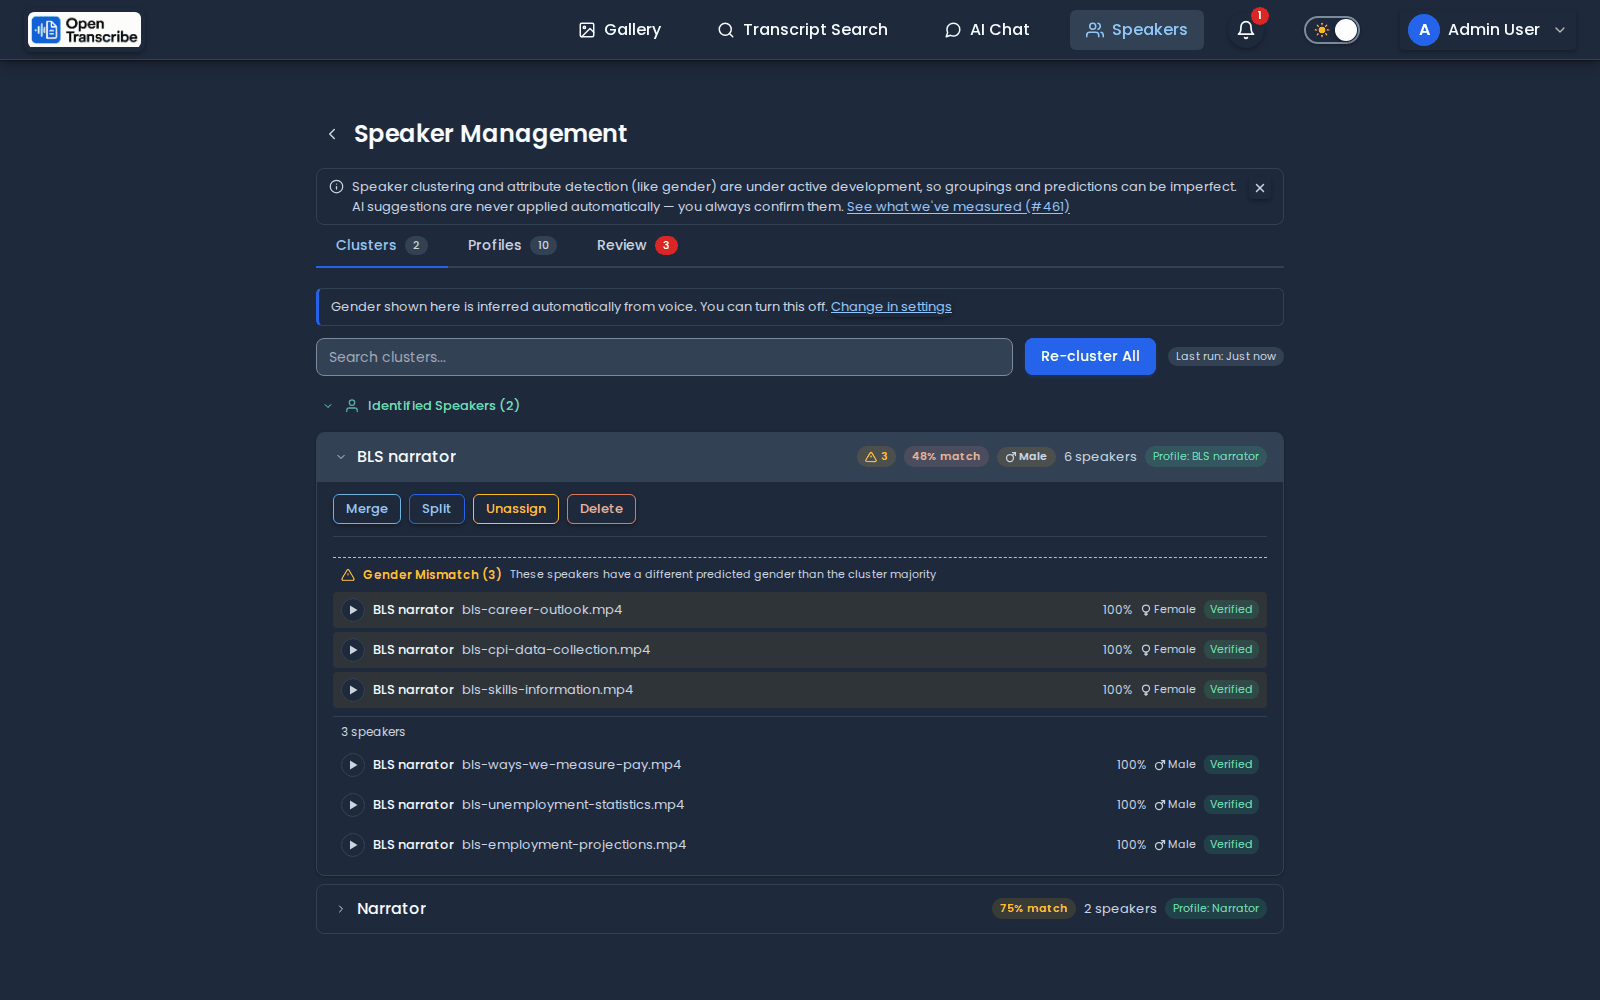 Open
Transcribe
Gallery
Transcript Search
AI Chat
Speakers
1
A
Admin User
Speaker Management
Speaker clustering and attribute detection (like gender) are under active development, so groupings and predictions can be imperfect.
AI suggestions are never applied automatically — you always confirm them. See what we've measured (#461)
Clusters 2
Profiles 10
Review 3
Gender shown here is inferred automatically from voice. You can turn this off. Change in settings
Search clusters...
Re-cluster All
Last run: Just now
Identified Speakers (2)
BLS narrator
3
48% match
Male
6 speakers
Profile: BLS narrator
Merge
Split
Unassign
Delete
Gender Mismatch (3) These speakers have a different predicted gender than the cluster majority
BLS narrator bls-career-outlook.mp4 100% Female Verified
BLS narrator bls-cpi-data-collection.mp4 100% Female Verified
BLS narrator bls-skills-information.mp4 100% Female Verified
3 speakers
BLS narrator bls-ways-we-measure-pay.mp4 100% Male Verified
BLS narrator bls-unemployment-statistics.mp4 100% Male Verified
BLS narrator bls-employment-projections.mp4 100% Male Verified
Narrator
75% match
2 speakers
Profile: Narrator